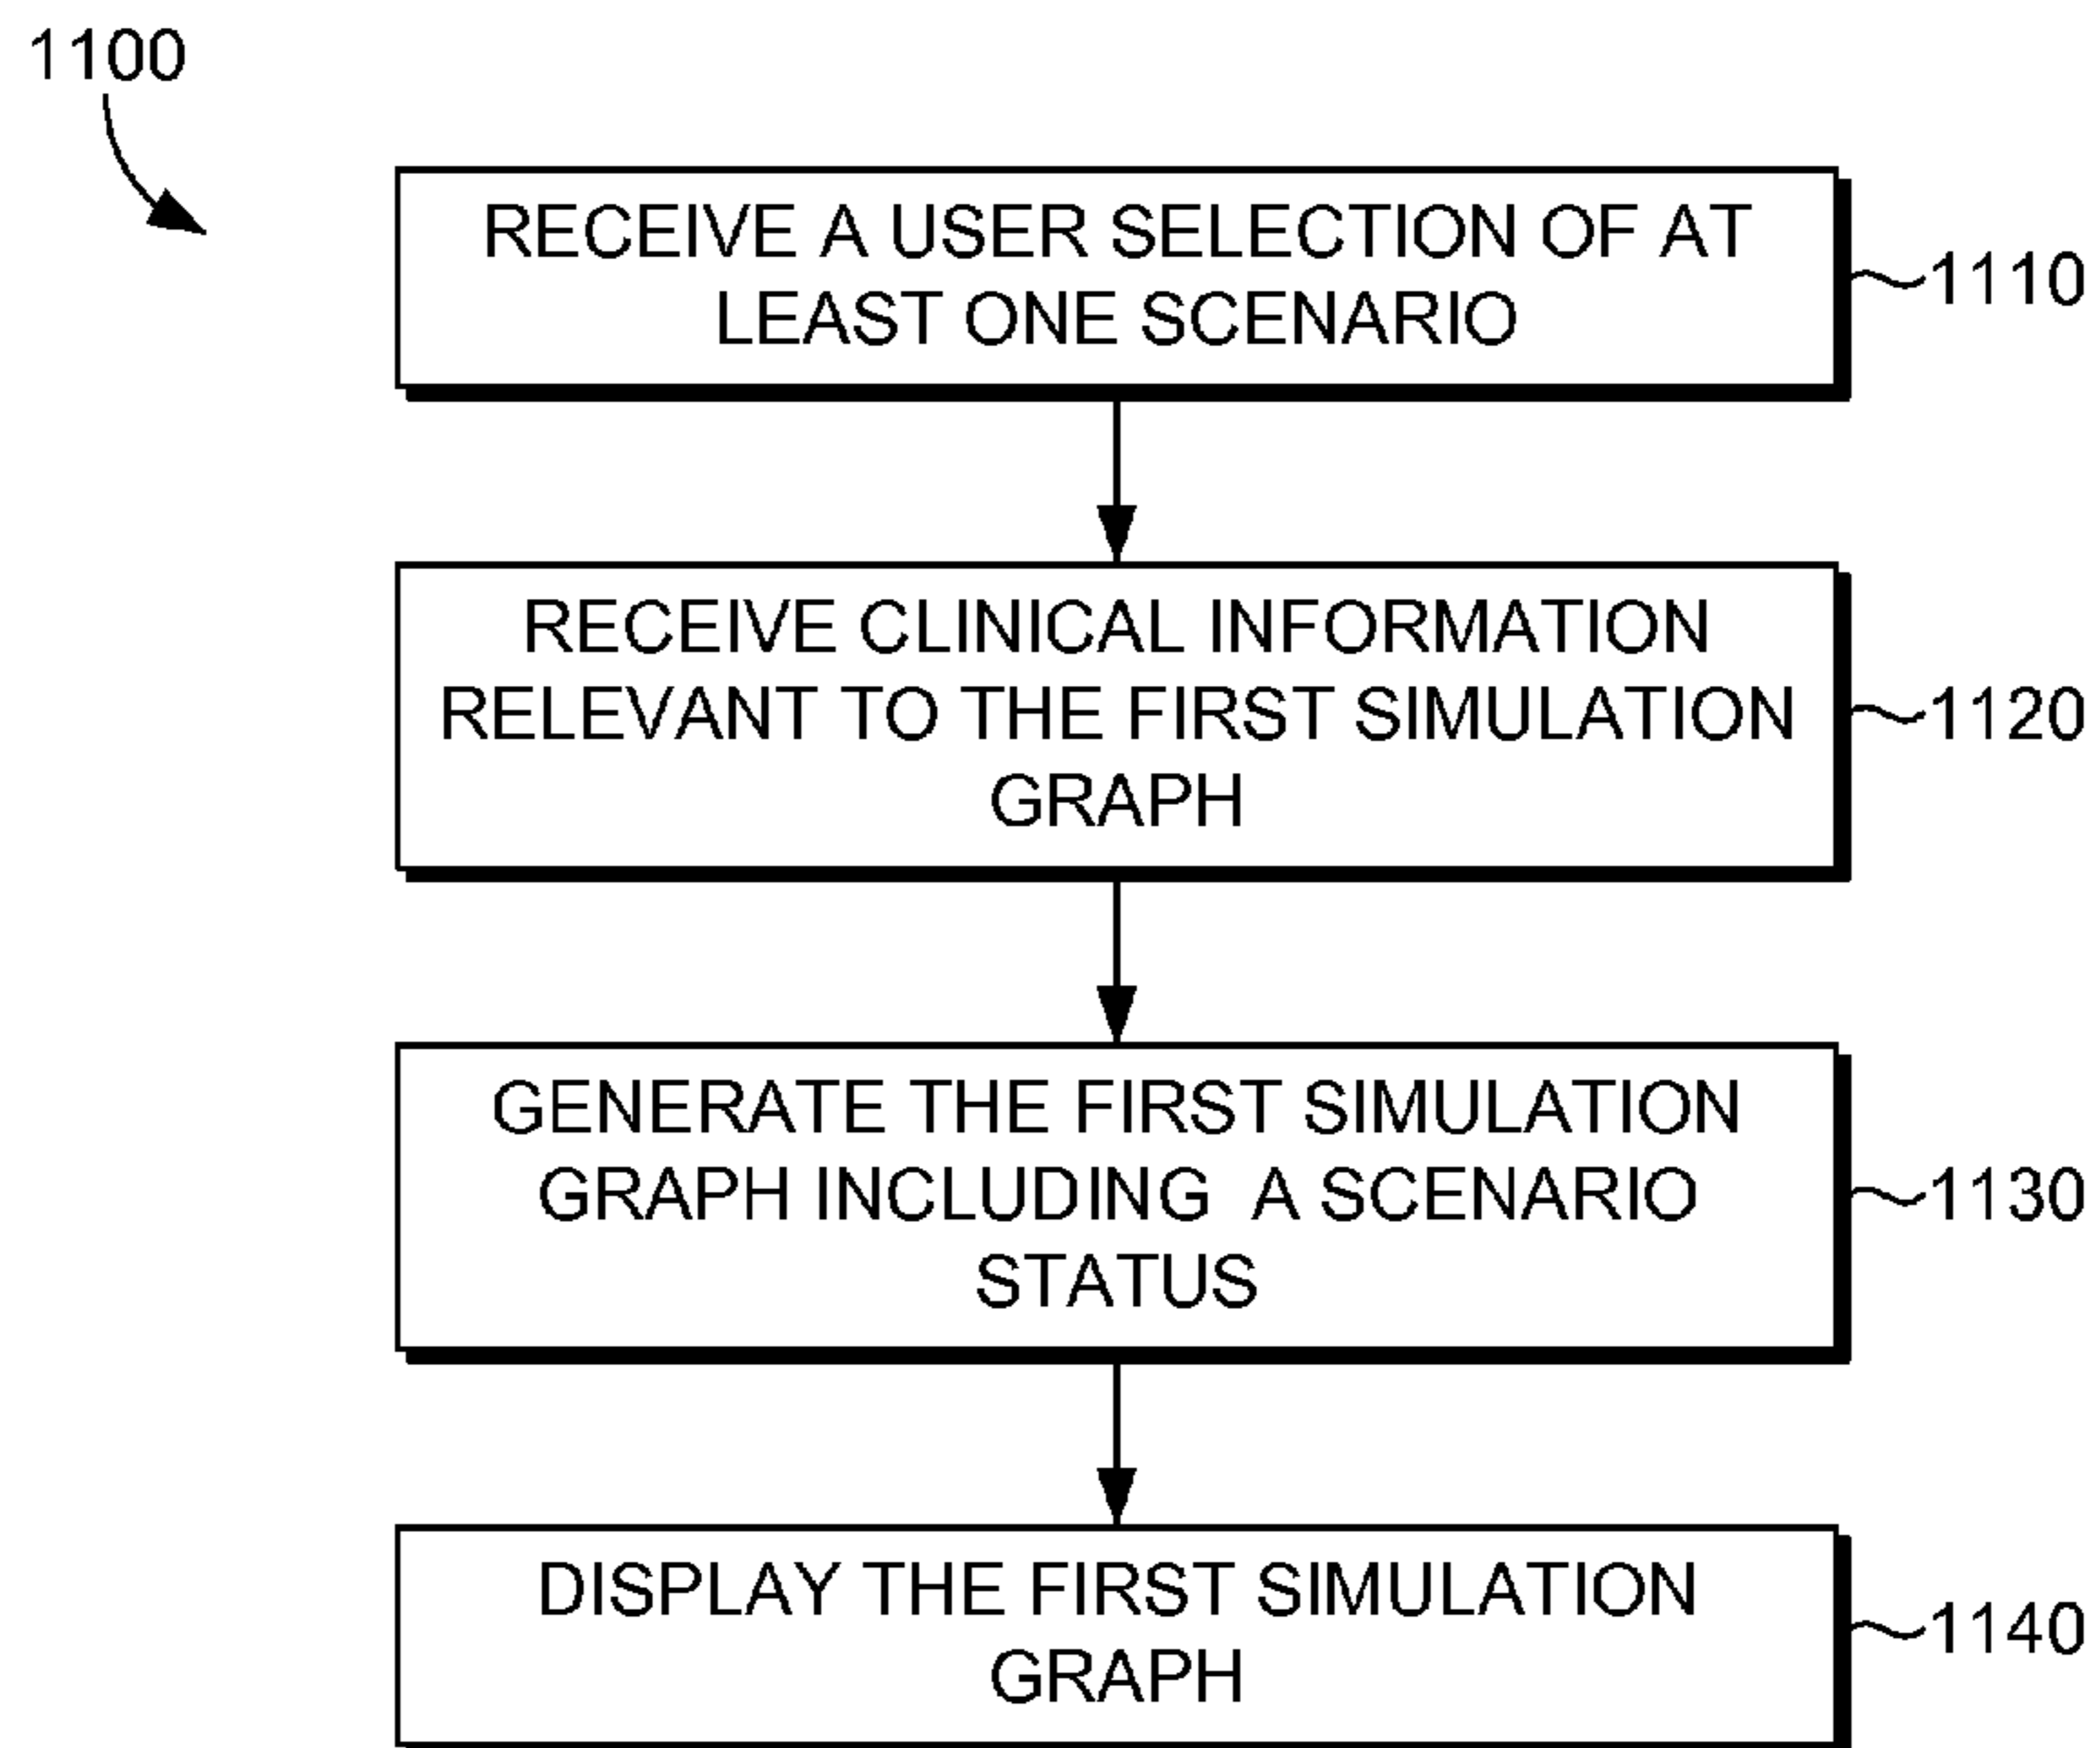 1100
RECEIVE A USER SELECTION OF AT
LEAST ONE SCENARIO
1110
RECEIVE CLINICAL INFORMATION
RELEVANT TO THE FIRST SIMULATION
GRAPH
1120
GENERATE THE FIRST SIMULATION
GRAPH INCLUDING A SCENARIO
STATUS
1130
DISPLAY THE FIRST SIMULATION
GRAPH
1140